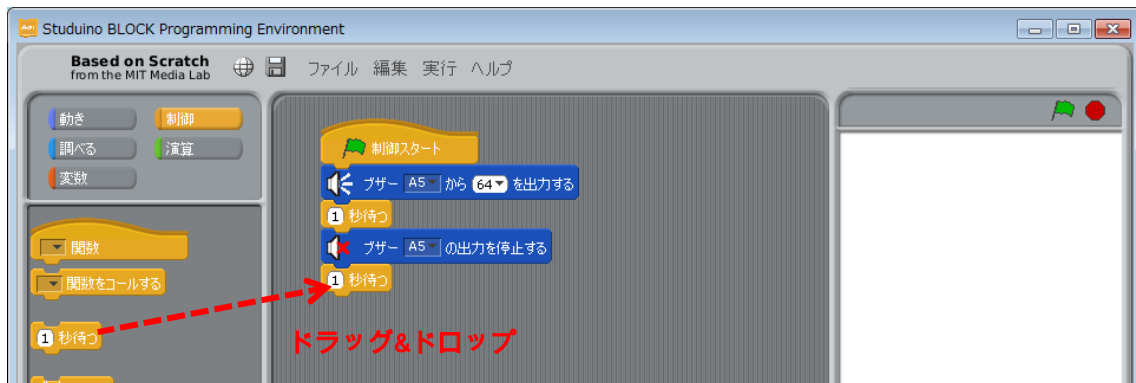 Studuino BLOCK Programming Environment
Based on Scratch
from the MIT Media Lab
ファイル 編集 実行 ヘルプ
動き 制御
調べる 演算
変数
関数
関数をコールする
1 秒待つ
制御スタート
ブザー A5 から 64 を出力する
1 秒待つ
ブザー A5 の出力を停止する
1 秒待つ
ドラッグ&ドロップ